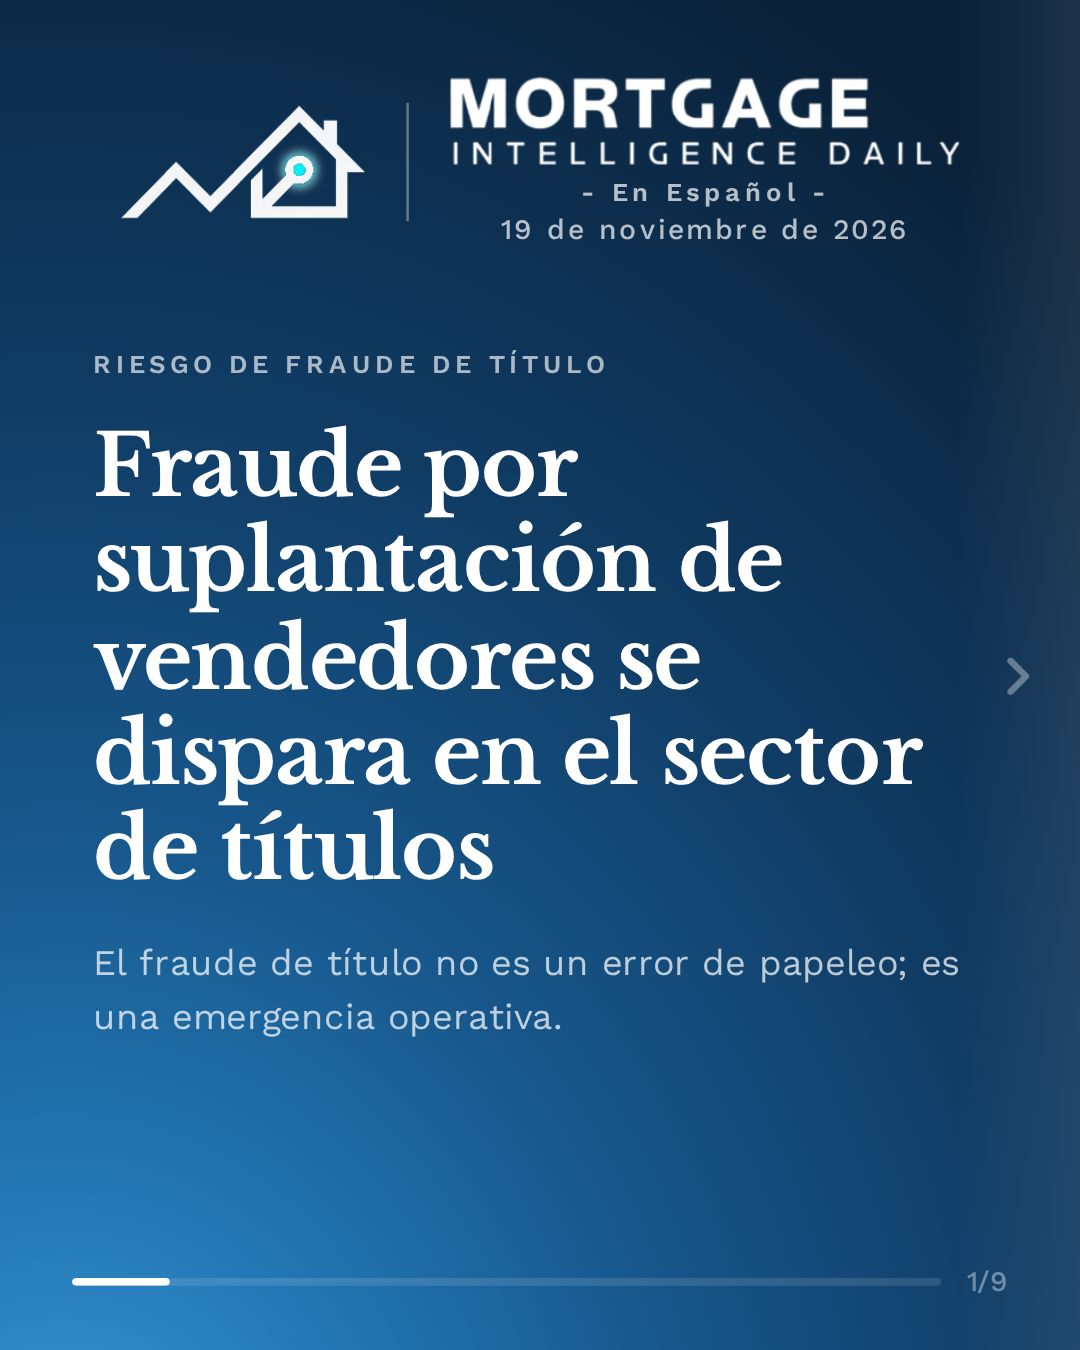 MORTGAGE
INTELLIGENCE DAILY
- En Español -
19 de noviembre de 2026
RIESGO DE FRAUDE DE TÍTULO
Fraude por
suplantación de
vendedores se
dispara en el sector
de títulos
El fraude de título no es un error de papeleo; es
una emergencia operativa.
1/9